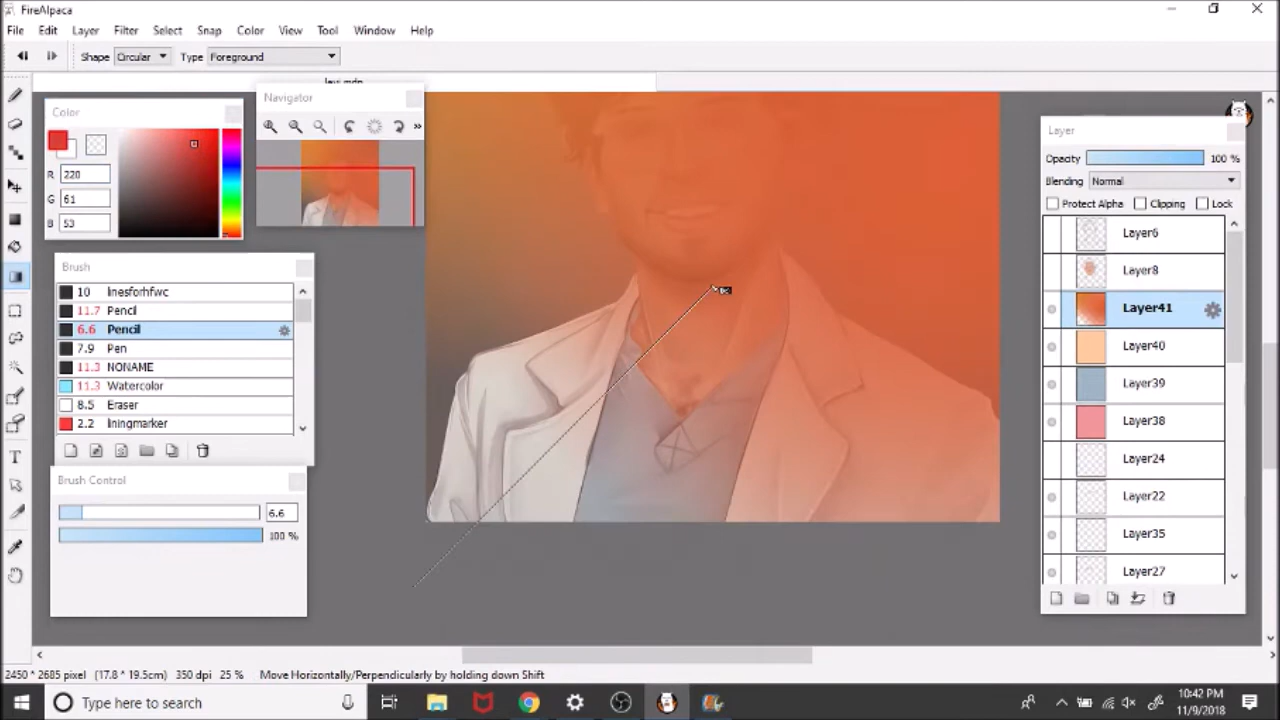 FireAlpaca
File Edit Layer Filter Select Snap Color View Tool Window Help
Shape Circular Type Foreground
levi.mdp
Color
R 220
G 61
B 53
Navigator
»
Brush
10 linesforhfwc
11.7 Pencil
6.6 Pencil
7.9 Pen
11.3 NONAME
11.3 Watercolor
8.5 Eraser
2.2 liningmarker
Brush Control
6.6
100 %
T
Layer
Opacity 100 %
Blending Normal
Protect Alpha Clipping Lock
Layer6
Layer8
Layer41
Layer40
Layer39
Layer38
Layer24
Layer22
Layer35
Layer27
2450 * 2685 pixel (17.8 * 19.5cm) 350 dpi 25 % Move Horizontally/Perpendicularly by holding down Shift
Type here to search
10:42 PM
11/9/2018